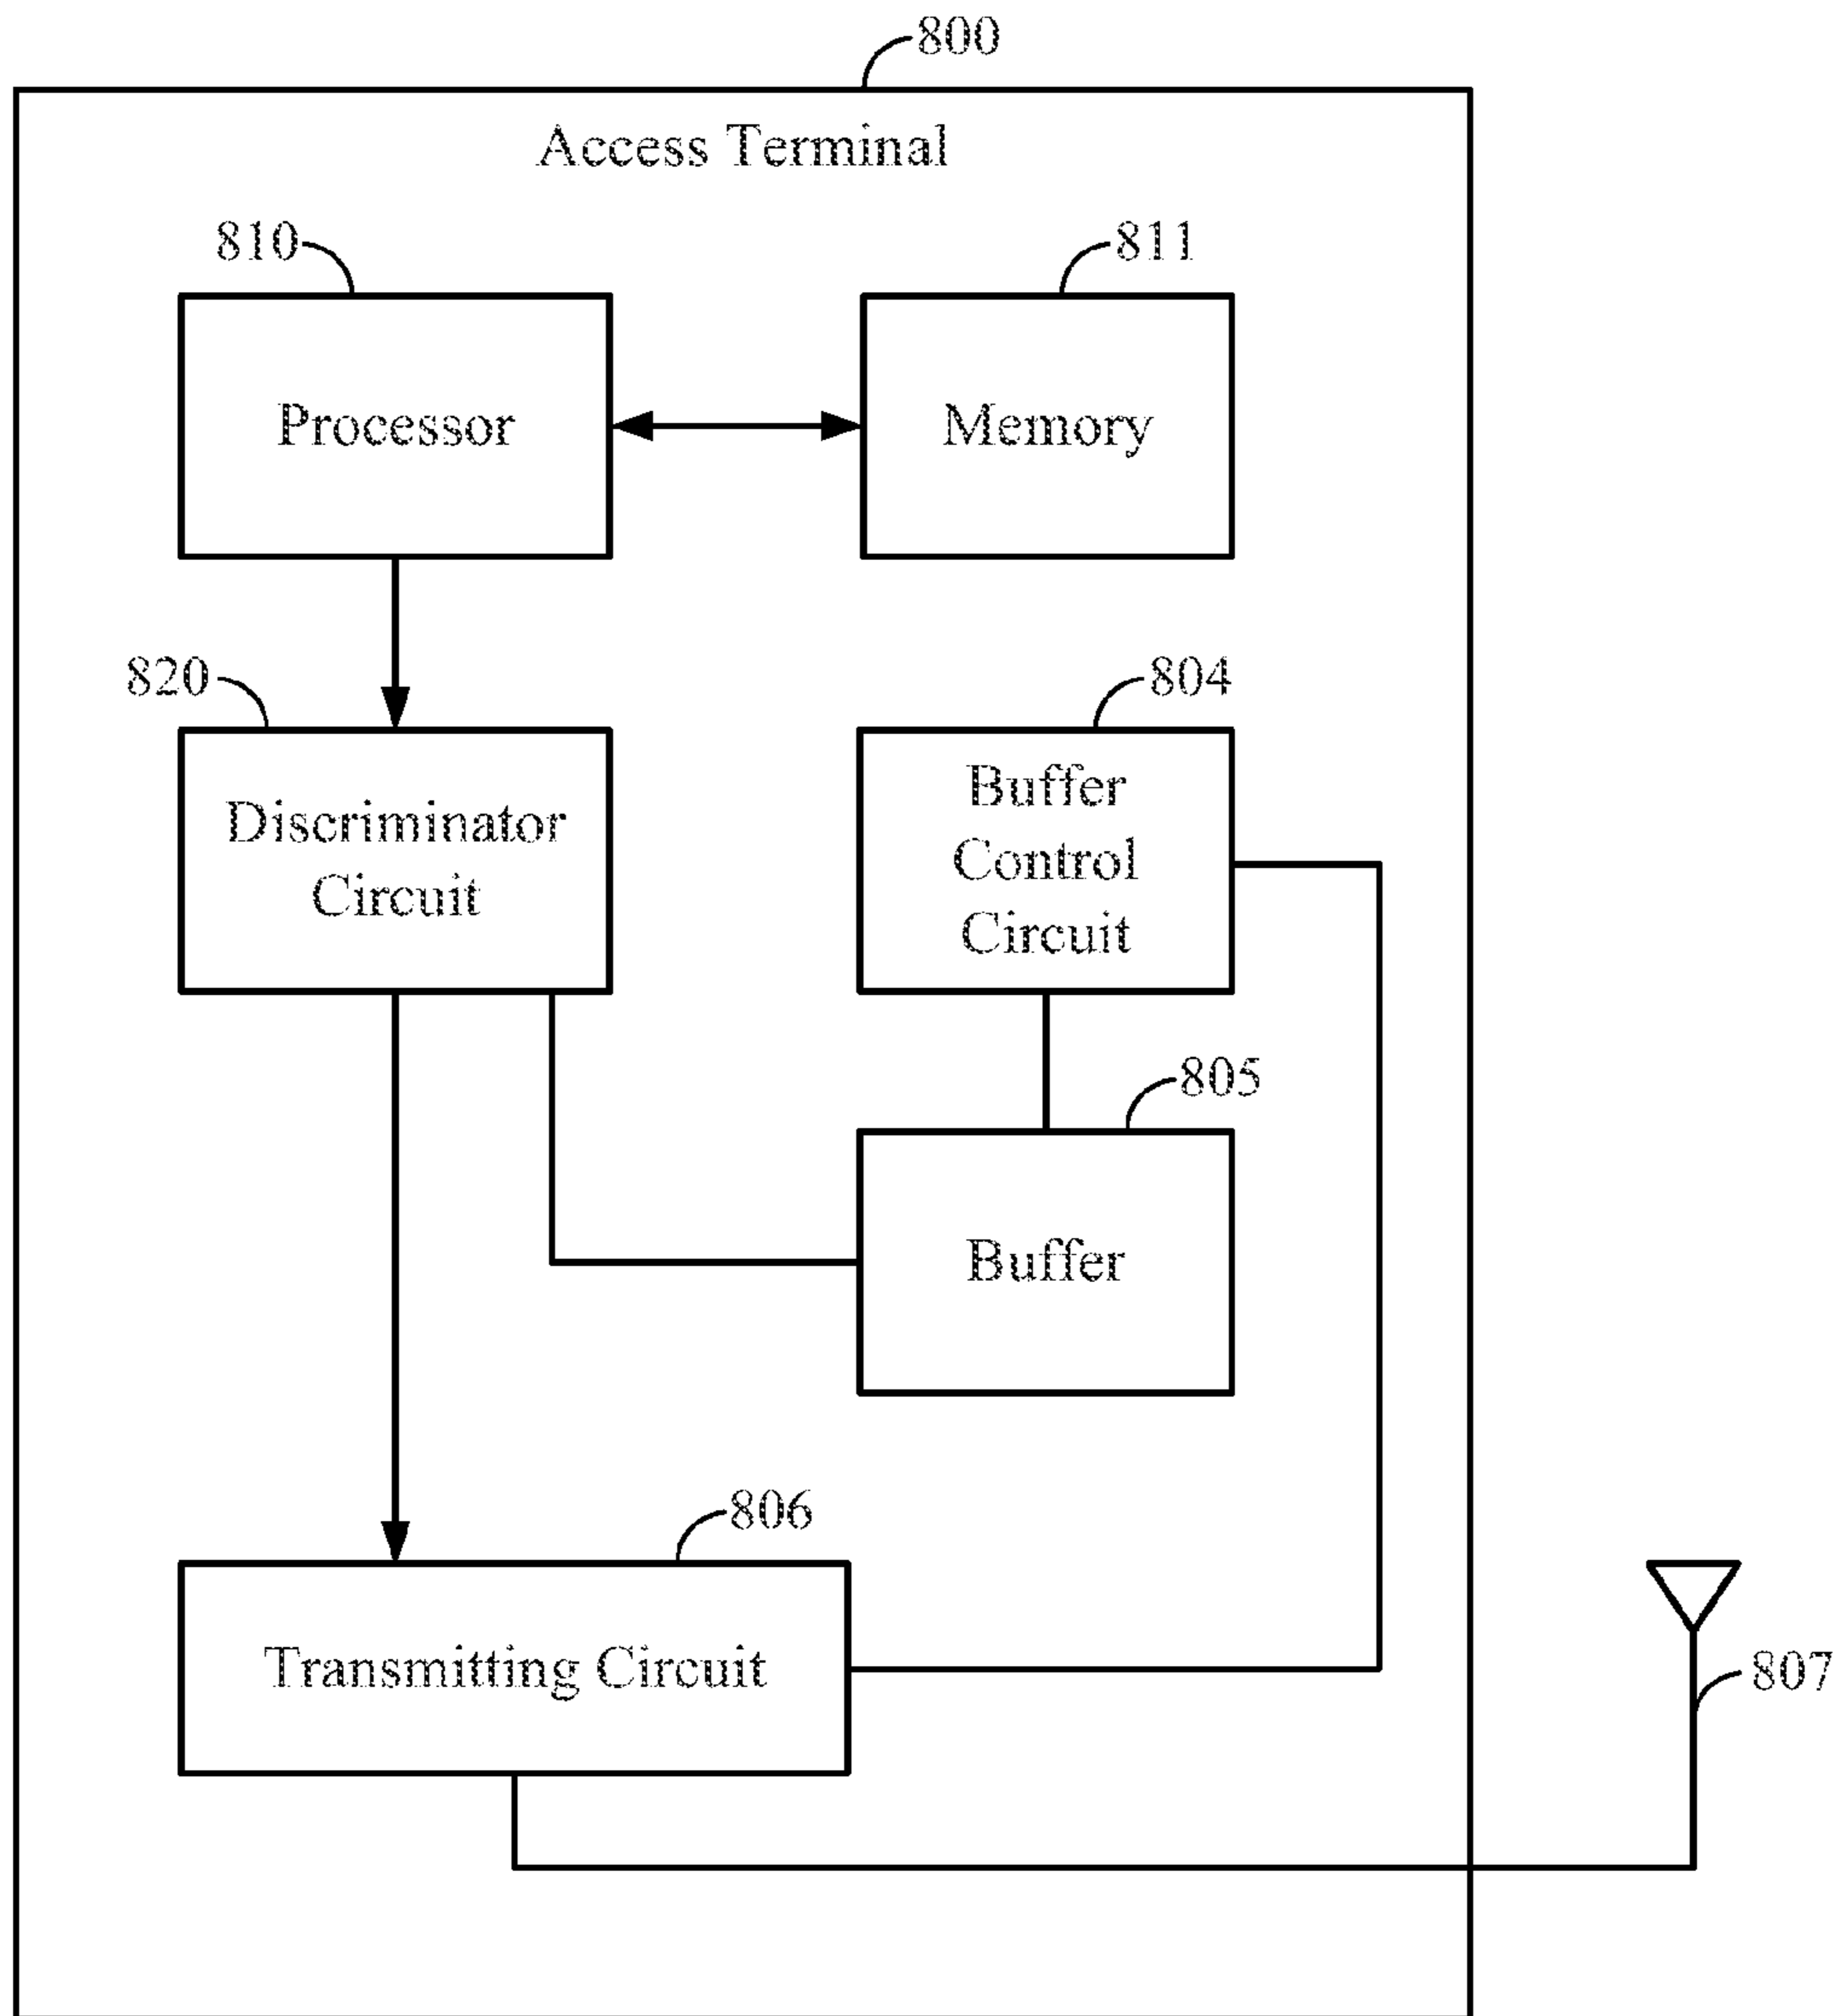 800
Access Terminal
810
811
Processor
Memory
820
804
Discriminator
Circuit
Buffer
Control
Circuit
805
Buffer
806
Transmitting Circuit
807